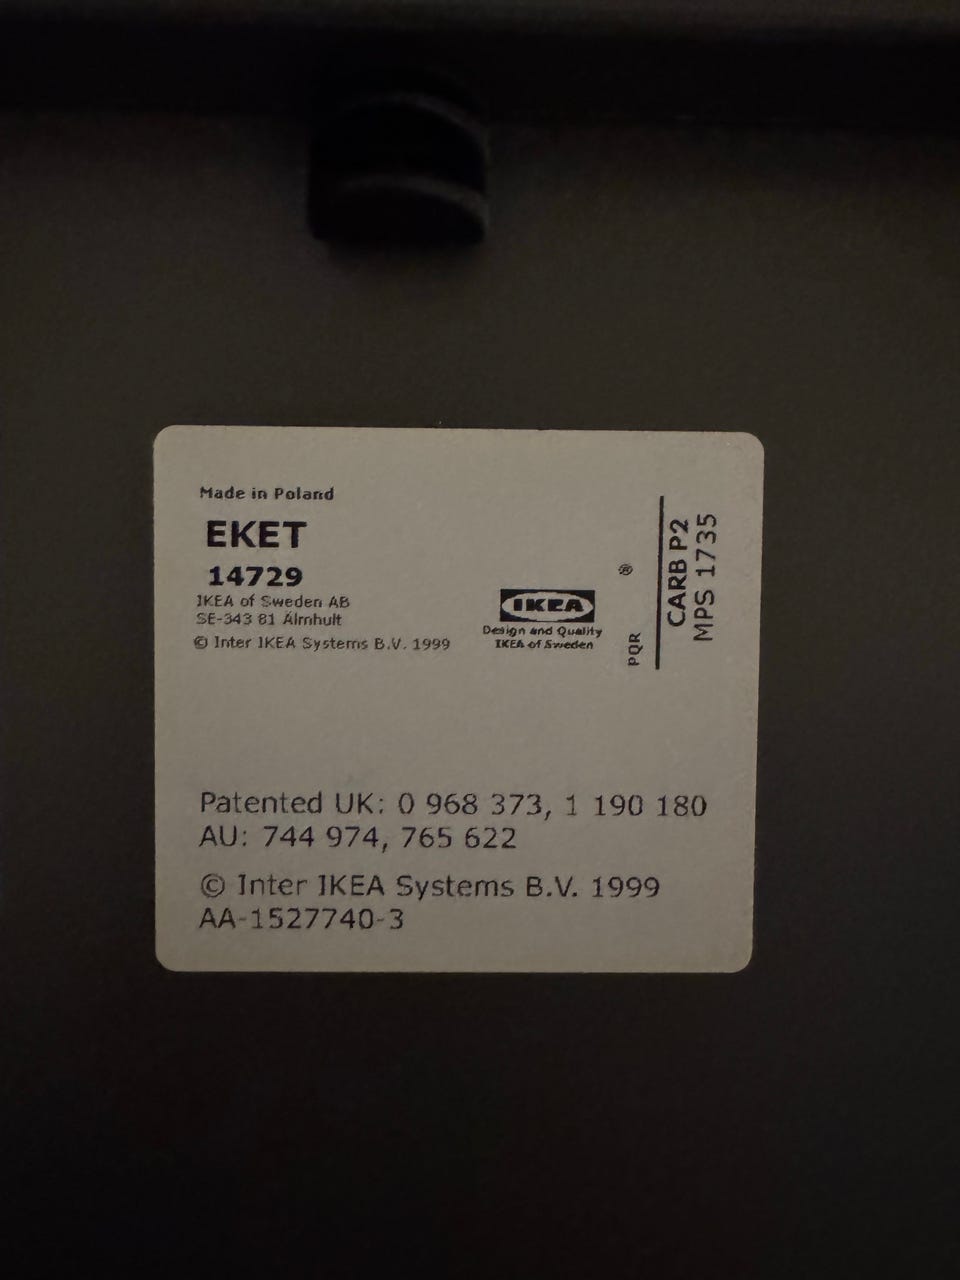 Made in Poland
EKET
14729
IKEA of Sweden AB
SE-343 81 Älmhult
© Inter IKEA Systems B.V. 1999
®
IKEA
Design and Quality
IKEA of Sweden
PQR
CARB P2
MPS 1735
Patented UK: 0 968 373, 1 190 180
AU: 744 974, 765 622
© Inter IKEA Systems B.V. 1999
AA-1527740-3